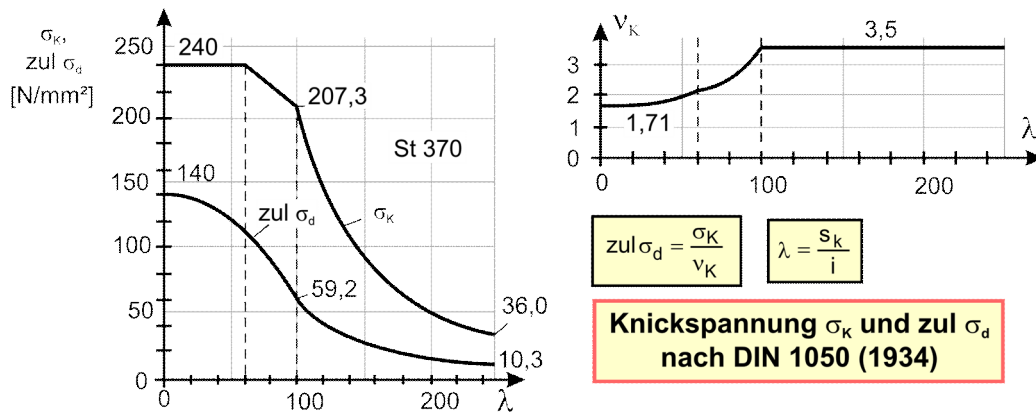 σK,
zul σd
[N/mm²]
250
200
150
100
50
0
240
207,3
St 370
140
zul σd
σK
59,2
36,0
10,3
0
100
200
λ
νK
3
2
1
0
3,5
1,71
λ
0
100
200
zul σd = σK / νK
λ = sk / i
Knickspannung σK und zul σd
nach DIN 1050 (1934)